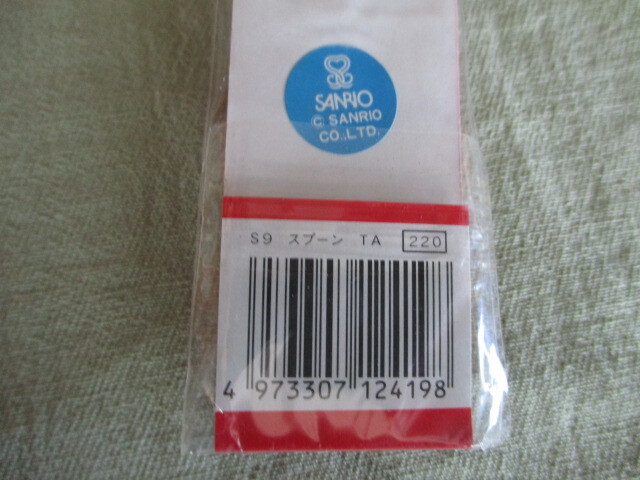 SANRIO
© SANRIO
CO.,LTD.
S9 スプーン TA 220
4 973307 124198